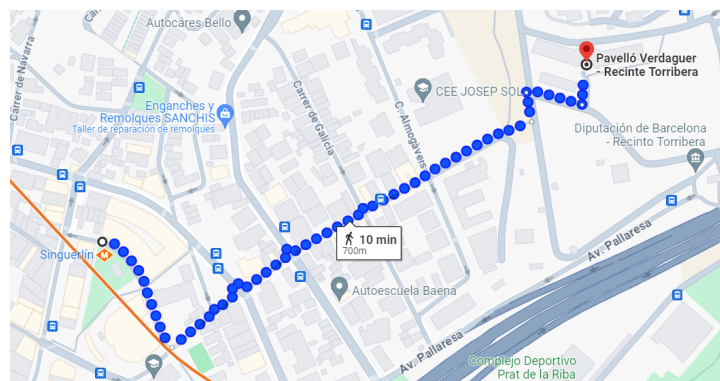 Autocares Bello
Carrer de Navarra
Pavelló Verdaguer
- Recinte Torribera
CEE JOSEP SOL
Enganches y
Remolques SANCHIS
Taller de reparación de remolques
Carrer de Galícia
C. Almogàvers
Diputación de Barcelona
- Recinto Torribera
10 min
700m
Singuerlín
M
Av. Pallaresa
Autoescuela Baena
Av. Pallaresa
Complejo Deportivo
Prat de la Riba